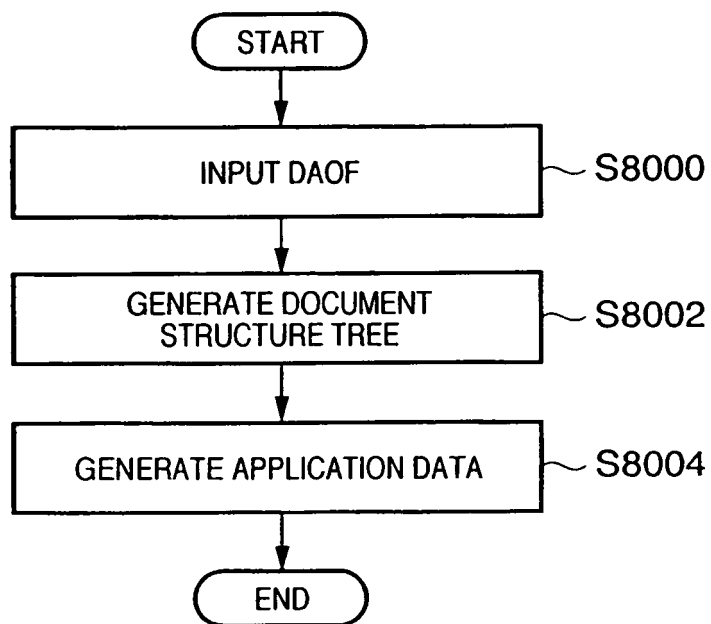 START
INPUT DAOF
S8000
GENERATE DOCUMENT
STRUCTURE TREE
S8002
GENERATE APPLICATION DATA
S8004
END